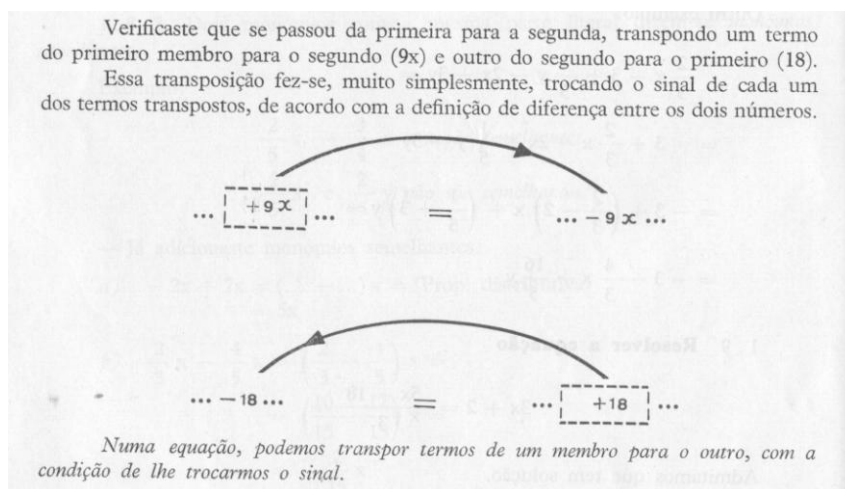 Verificaste que se passou da primeira para a segunda, transpondo um termo
do primeiro membro para o segundo (9x) e outro do segundo para o primeiro (18).
Essa transposição fez-se, muito simplesmente, trocando o sinal de cada um
dos termos transpostos, de acordo com a definição de diferença entre os dois números.
... +9x ... = ... − 9x ...
... − 18 ... = ... +18 ...
Numa equação, podemos transpor termos de um membro para o outro, com a
condição de lhe trocarmos o sinal.